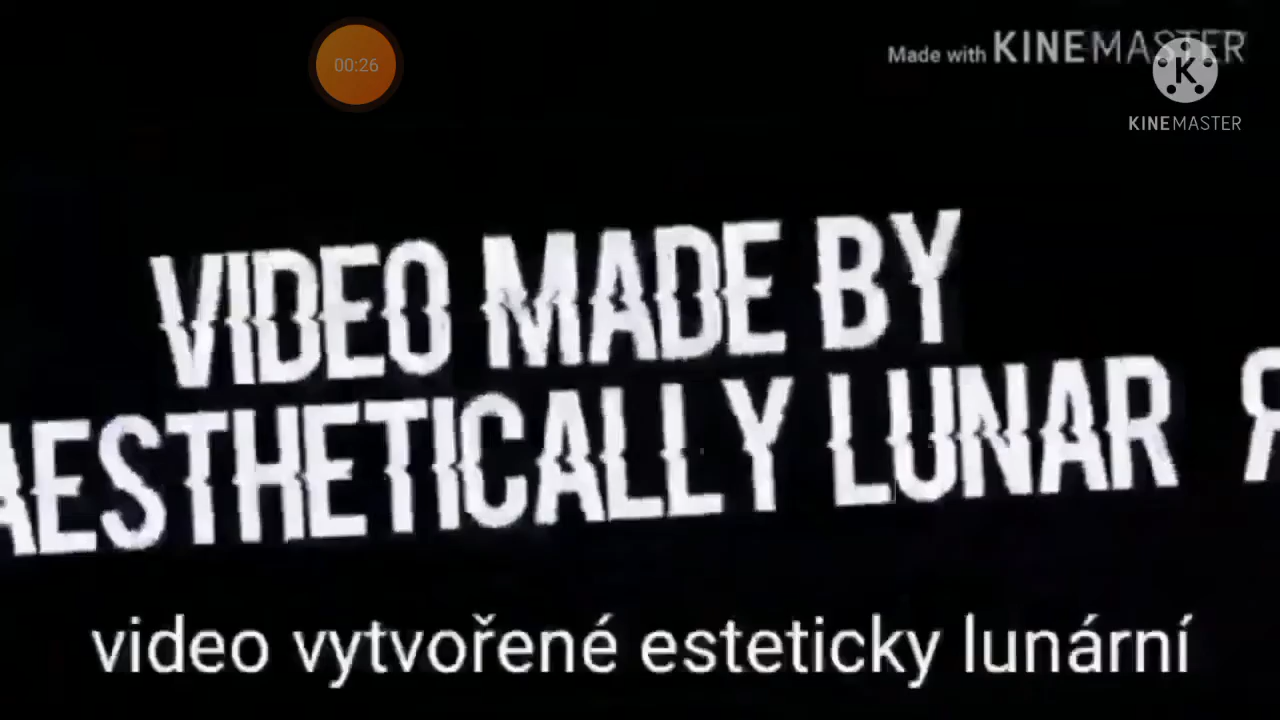 00:26
Made with KINEMASTER
K
KINEMASTER
VIDEO MADE BY
AESTHETICALLY LUNAR
video vytvořené esteticky lunární